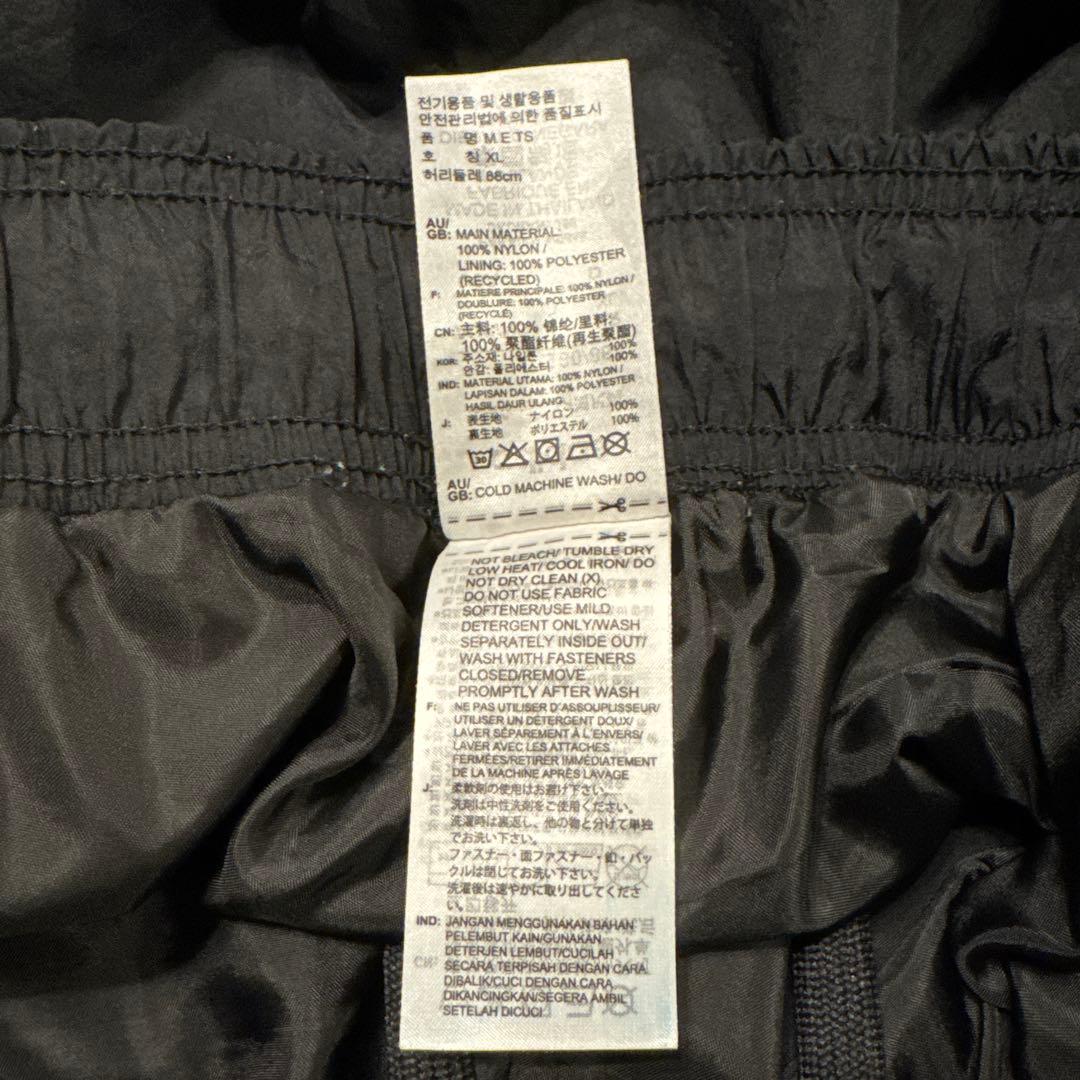 전기용품 및 생활용품
안전관리법에 의한 품질표시
품 명 M.E TS
호 칭 XL
허리둘레 86cm
AU/
GB: MAIN MATERIAL:
100% NYLON /
LINING: 100% POLYESTER
(RECYCLED)
F: MATIERE PRINCIPALE: 100% NYLON /
DOUBLURE: 100% POLYESTER
(RECYCLÉ)
CN: 主料: 100% 锦纶/里料:
100% 聚酯纤维(再生聚酯)
KOR: 주소재: 나일론 100%
안감: 폴리에스터 100%
IND: MATERIAL UTAMA: 100% NYLON /
LAPISAN DALAM: 100% POLYESTER
HASIL DAUR ULANG
J: 表生地 ナイロン 100%
裏生地 ポリエステル 100%
30
AU/
GB: COLD MACHINE WASH/ DO
NOT BLEACH/ TUMBLE DRY
LOW HEAT/ COOL IRON/ DO
NOT DRY CLEAN (X)
DO NOT USE FABRIC
SOFTENER/USE MILD
DETERGENT ONLY/WASH
SEPARATELY INSIDE OUT/
WASH WITH FASTENERS
CLOSED/REMOVE
PROMPTLY AFTER WASH
F: NE PAS UTILISER D'ASSOUPLISSEUR/
UTILISER UN DÉTERGENT DOUX/
LAVER SÉPAREMENT À L'ENVERS/
LAVER AVEC LES ATTACHES
FERMÉES/RETIRER IMMÉDIATEMENT
DE LA MACHINE APRÈS LAVAGE
J: 柔軟剤の使用はお避け下さい。
洗剤は中性洗剤をご使用ください。
洗濯時は裏返し、他の物と分けて単独
でお洗い下さい。
ファスナー・面ファスナー・釦・バッ
クルは閉じてお洗い下さい。
洗濯後は速やかに取り出してくださ
い。
IND: JANGAN MENGGUNAKAN BAHAN
PELEMBUT KAIN/GUNAKAN
DETERJEN LEMBUT/CUCILAH
SECARA TERPISAH DENGAN CARA
DIBALIK/CUCI DENGAN CARA
DIKANCINGKAN/SEGERA AMBIL
SETELAH DICUCI